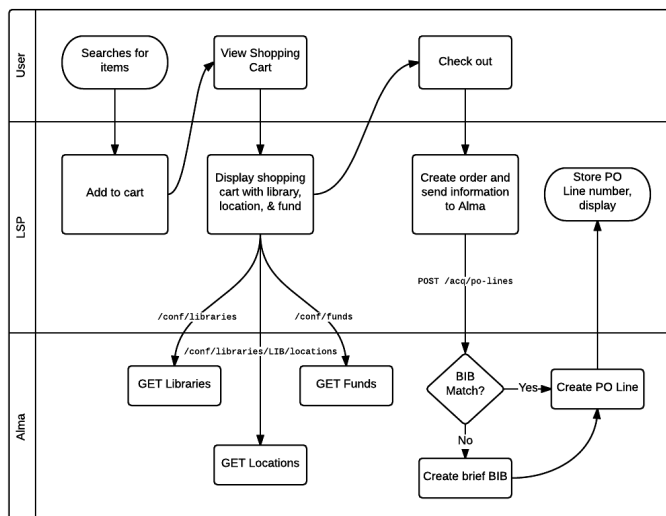 User
Searches for
items
View Shopping
Cart
Check out
LSP
Add to cart
Display shopping
cart with library,
location, & fund
Create order and
send information
to Alma
Store PO
Line number,
display
POST /acq/po-lines
/conf/libraries
/conf/funds
/conf/libraries/LIB/locations
Alma
GET Libraries
GET Funds
BIB
Match?
Yes
Create PO Line
No
GET Locations
Create brief BIB